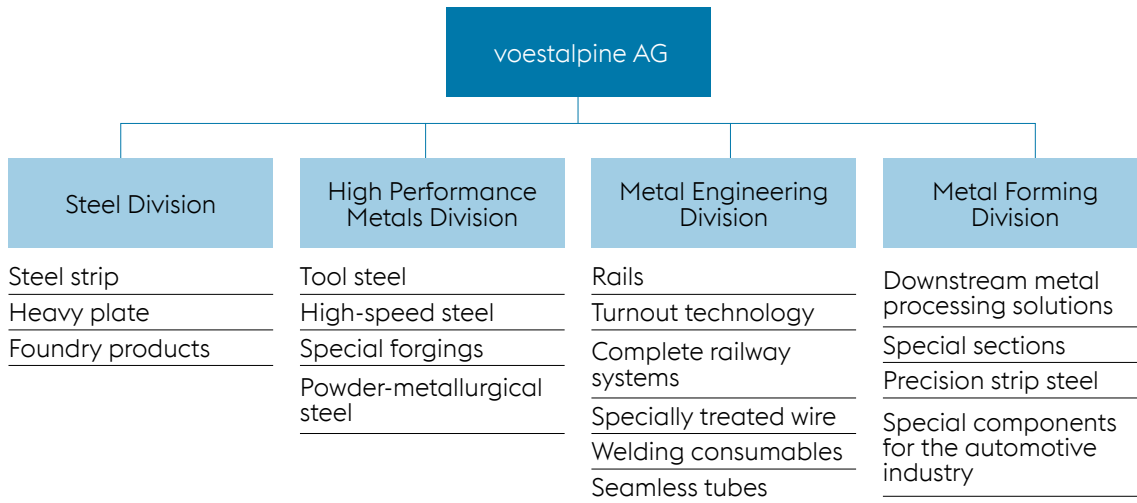 voestalpine AG
Steel Division
High Performance
Metals Division
Metal Engineering
Division
Metal Forming
Division
Steel strip
Heavy plate
Foundry products
Tool steel
High-speed steel
Special forgings
Powder-metallurgical
steel
Rails
Turnout technology
Complete railway
systems
Specially treated wire
Welding consumables
Seamless tubes
Downstream metal
processing solutions
Special sections
Precision strip steel
Special components
for the automotive
industry